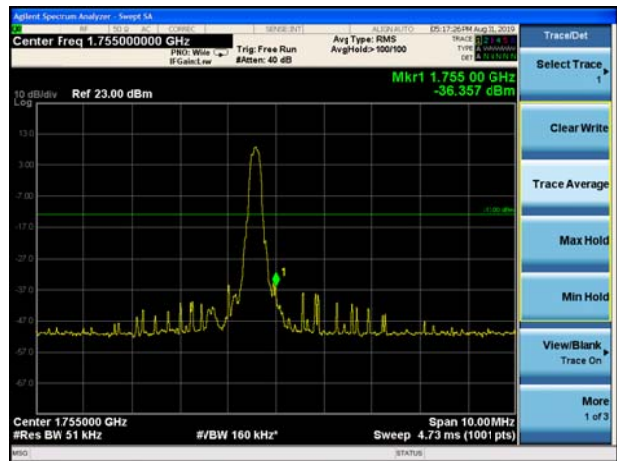 Agilent Spectrum Analyzer - Swept SA
RF 50 Ω AC CORREC SENSE:INT ALIGN AUTO 05:17:26 PM Aug 31, 2019
Center Freq 1.755000000 GHz
PNO: Wide
IFGain:Low
Trig: Free Run
#Atten: 40 dB
Avg Type: RMS
AvgHold:>100/100
TRACE
TYPE
DET
Trace/Det
Mkr1 1.755 00 GHz
-36.357 dBm
10 dB/div Ref 23.00 dBm
Log
13.0
3.00
-7.00
-17.0
-27.0
-37.0
-47.0
-57.0
-67.0
1
Select Trace
1
Clear Write
Trace Average
Max Hold
Min Hold
View/Blank
Trace On
More
1 of 3
Center 1.755000 GHz
#Res BW 51 kHz
#VBW 160 kHz*
Span 10.00 MHz
Sweep 4.73 ms (1001 pts)
MSG
STATUS